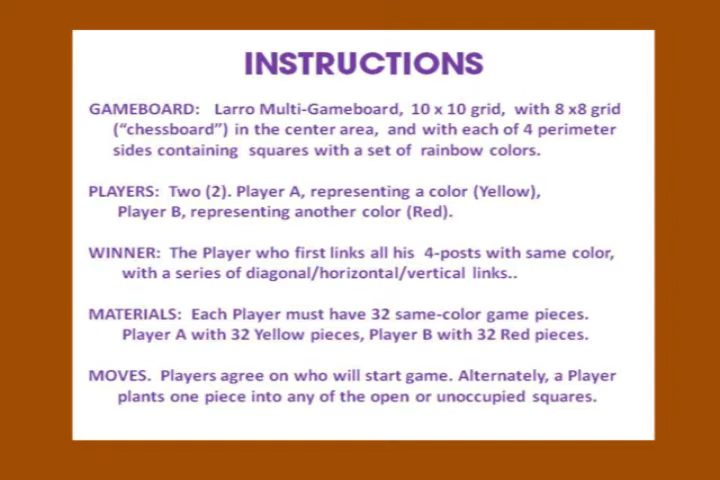 INSTRUCTIONS
GAMEBOARD: Larro Multi-Gameboard, 10 x 10 grid, with 8 x8 grid
(“chessboard”) in the center area, and with each of 4 perimeter
sides containing squares with a set of rainbow colors.
PLAYERS: Two (2). Player A, representing a color (Yellow),
Player B, representing another color (Red).
WINNER: The Player who first links all his 4-posts with same color,
with a series of diagonal/horizontal/vertical links..
MATERIALS: Each Player must have 32 same-color game pieces.
Player A with 32 Yellow pieces, Player B with 32 Red pieces.
MOVES. Players agree on who will start game. Alternately, a Player
plants one piece into any of the open or unoccupied squares.